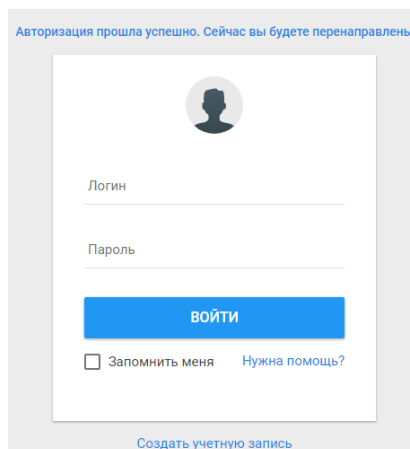 Авторизация прошла успешно. Сейчас вы будете перенаправлены
Логин
Пароль
ВОЙТИ
Запомнить меня
Нужна помощь?
Создать учетную запись